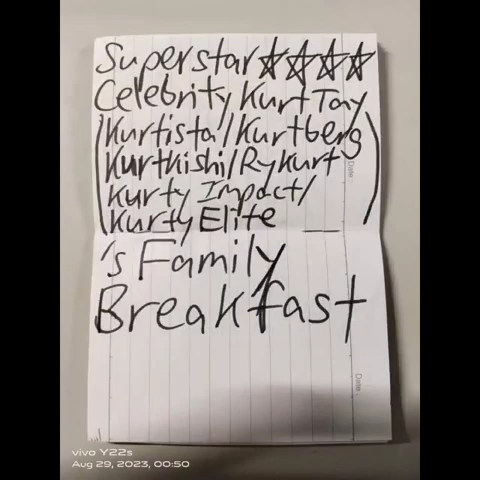 Superstar☆☆☆☆
Celebrity Kurt Tay
(Kurtista/Kurtberg
Kurtkishi/RyKurt
Kurty Impact/
Kurty Elite )
's Family
Breakfast
Date
Date
vivo Y22s
Aug 29, 2023, 00:50